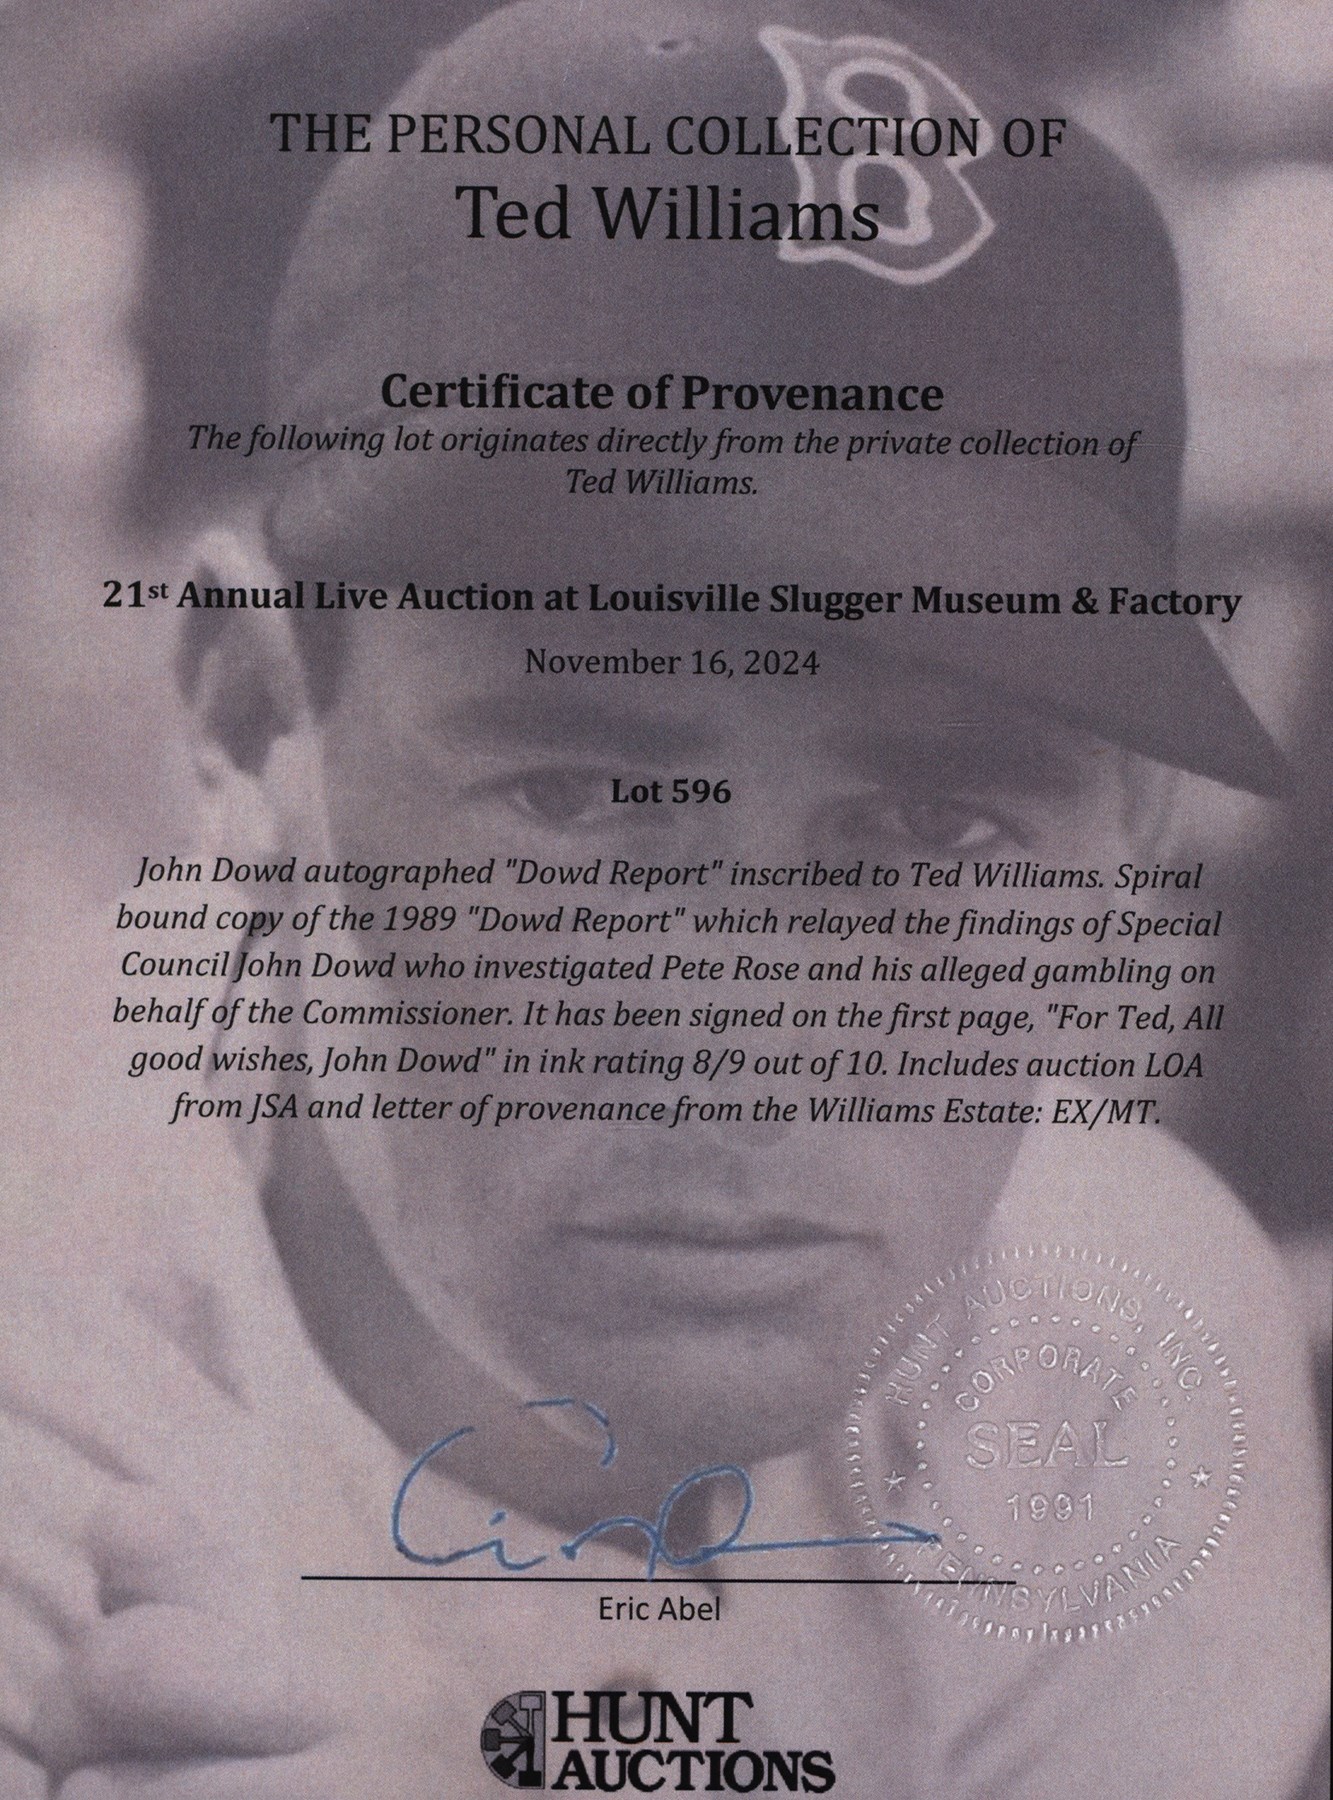 THE PERSONAL COLLECTION OF
Ted Williams
B
Certificate of Provenance
The following lot originates directly from the private collection of
Ted Williams.
21st Annual Live Auction at Louisville Slugger Museum & Factory
November 16, 2024
Lot 596
John Dowd autographed "Dowd Report" inscribed to Ted Williams. Spiral
bound copy of the 1989 "Dowd Report" which relayed the findings of Special
Council John Dowd who investigated Pete Rose and his alleged gambling on
behalf of the Commissioner. It has been signed on the first page, "For Ted, All
good wishes, John Dowd" in ink rating 8/9 out of 10. Includes auction LOA
from JSA and letter of provenance from the Williams Estate: EX/MT.
HUNT AUCTIONS, INC.
CORPORATE
SEAL
1991
PENNSYLVANIA
Eric Abel
HUNT
AUCTIONS